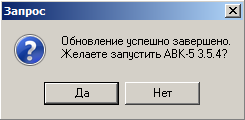 Запрос
Обновление успешно завершено.
Желаете запустить АВК-5 3.5.4?
Да
Нет